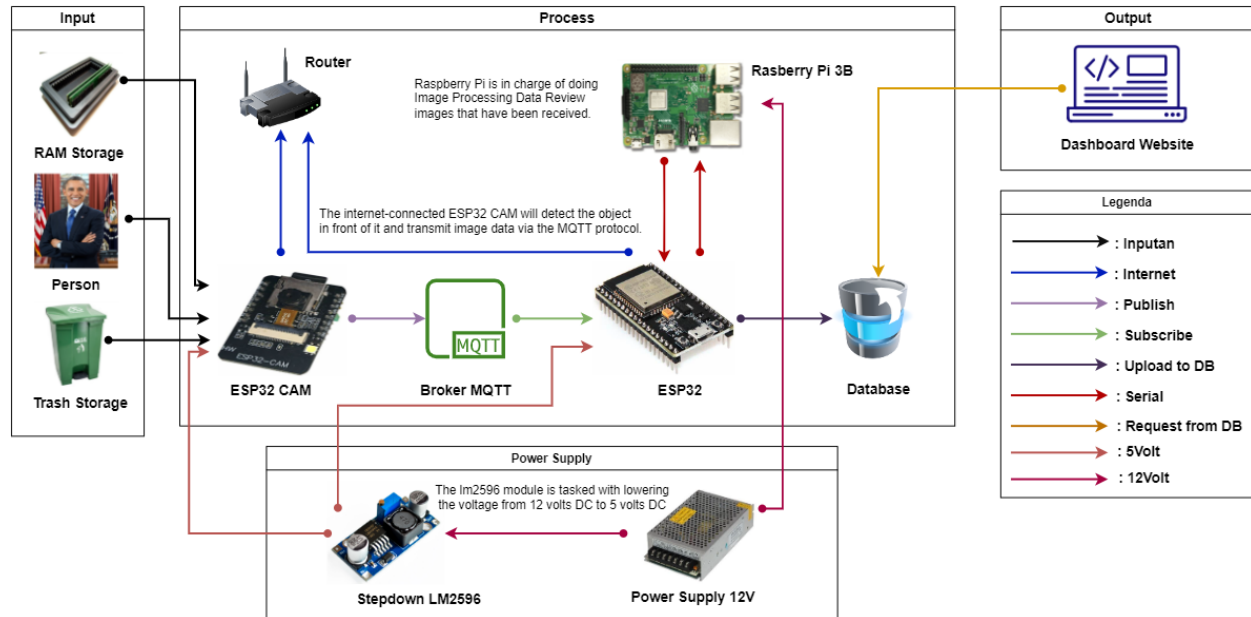 Input
RAM Storage
Person
Trash Storage
Process
Router
Raspberry Pi is in charge of doing
Image Processing Data Review
images that have been received.
Rasberry Pi 3B
The internet-connected ESP32 CAM will detect the object
in front of it and transmit image data via the MQTT protocol.
ESP32-CAM
ESP32 CAM
MQTT
Broker MQTT
ESP32
Database
Output
Dashboard Website
Legenda
: Inputan
: Internet
: Publish
: Subscribe
: Upload to DB
: Serial
: Request from DB
: 5Volt
: 12Volt
Power Supply
The lm2596 module is tasked with lowering
the voltage from 12 volts DC to 5 volts DC
Stepdown LM2596
Power Supply 12V